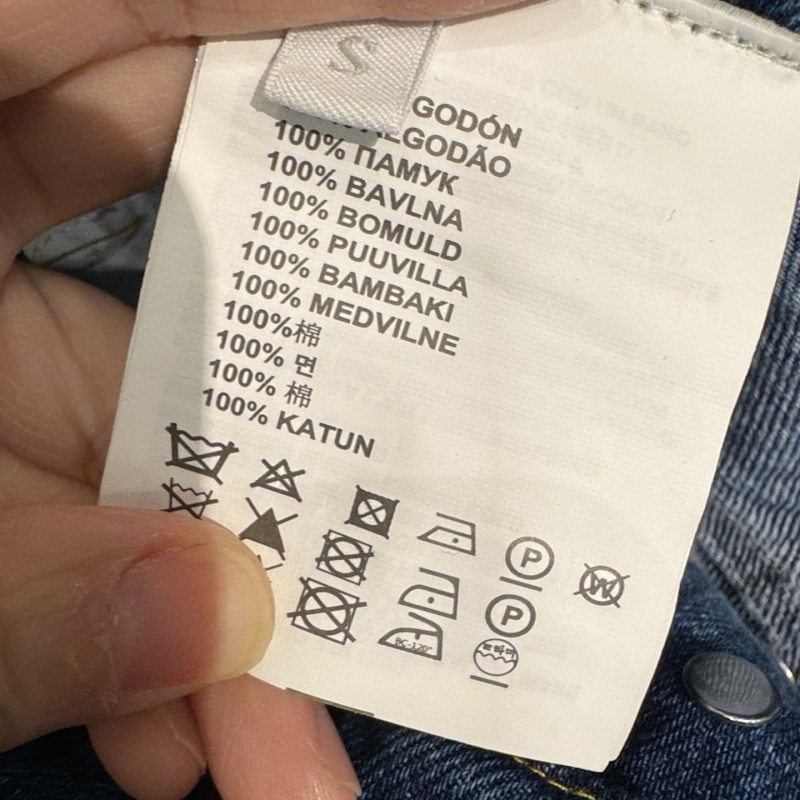 S
GODÓN
ALGODÃO
100% ПАМУК
100% BAVLNA
100% BOMULD
100% PUUVILLA
100% BAMBAKI
100% MEDVILNE
100%棉
100% 면
100% 棉
100% KATUN
P
W
P